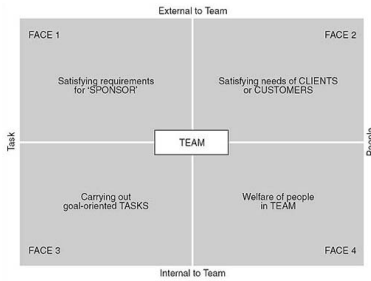 External to Team
FACE 1
FACE 2
Satisfying requirements
for 'SPONSOR'
Satisfying needs of CLIENTS
or CUSTOMERS
Task
TEAM
People
Carrying out
goal-oriented TASKS
Welfare of people
in TEAM
FACE 3
FACE 4
Internal to Team